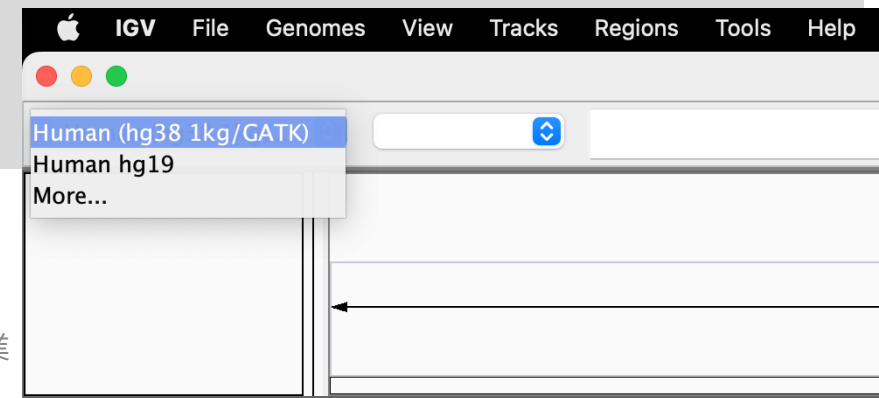 IGV File Genomes View Tracks Regions Tools Help
Human (hg38 1kg/GATK)
Human hg19
More...